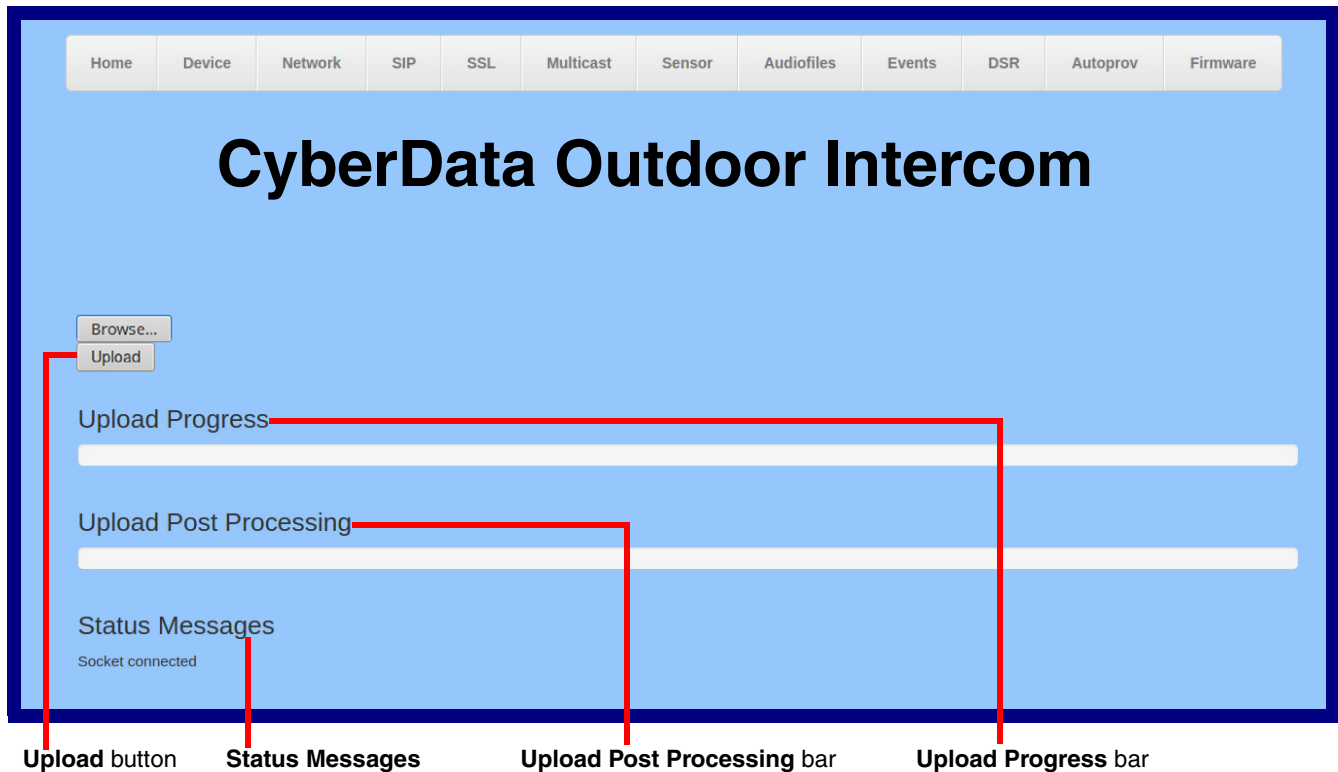 Home Device Network SIP SSL Multicast Sensor Audiofiles Events DSR Autoprov Firmware
CyberData Outdoor Intercom
Browse...
Upload
Upload Progress
Upload Post Processing
Status Messages
Socket connected
Upload button Status Messages Upload Post Processing bar Upload Progress bar